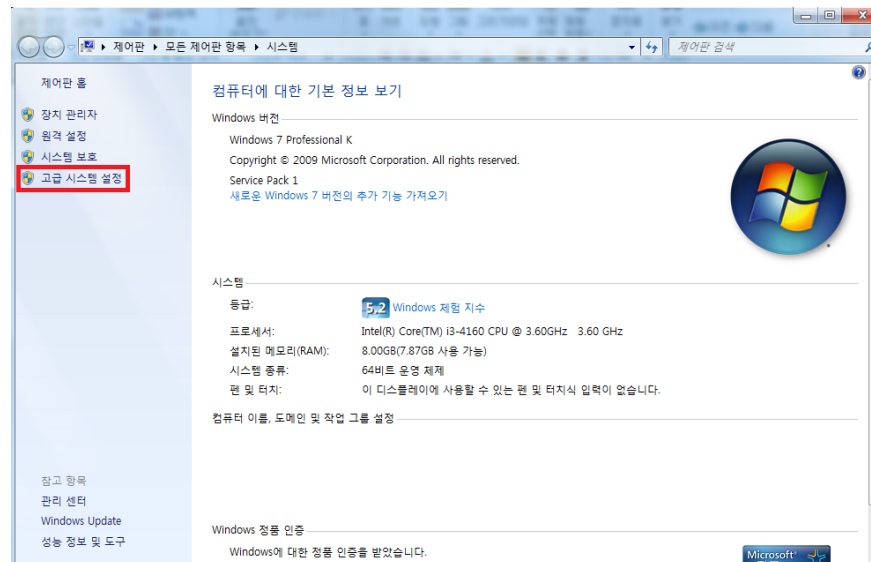 제어판 ▸ 모든 제어판 항목 ▸ 시스템
제어판 검색
제어판 홈
장치 관리자
원격 설정
시스템 보호
고급 시스템 설정
컴퓨터에 대한 기본 정보 보기
Windows 버전
Windows 7 Professional K
Copyright © 2009 Microsoft Corporation. All rights reserved.
Service Pack 1
새로운 Windows 7 버전의 추가 기능 가져오기
시스템
등급: 5.2 Windows 체험 지수
프로세서: Intel(R) Core(TM) i3-4160 CPU @ 3.60GHz 3.60 GHz
설치된 메모리(RAM): 8.00GB(7.87GB 사용 가능)
시스템 종류: 64비트 운영 체제
펜 및 터치: 이 디스플레이에 사용할 수 있는 펜 및 터치식 입력이 없습니다.
컴퓨터 이름, 도메인 및 작업 그룹 설정
참고 항목
관리 센터
Windows Update
성능 정보 및 도구
Windows 정품 인증
Windows에 대한 정품 인증을 받았습니다.
Microsoft